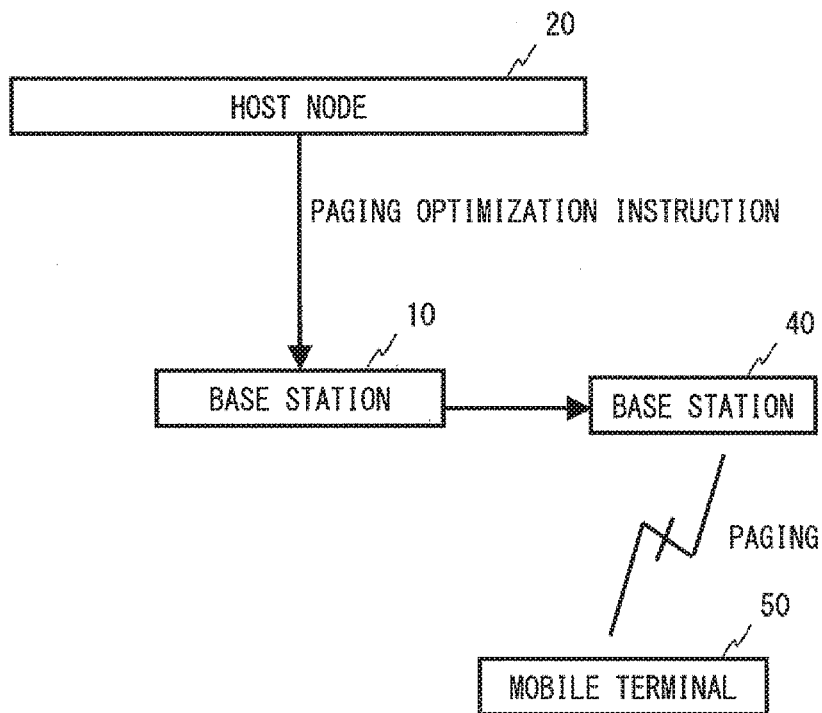 20
HOST NODE
PAGING OPTIMIZATION INSTRUCTION
10
40
BASE STATION
BASE STATION
PAGING
50
MOBILE TERMINAL